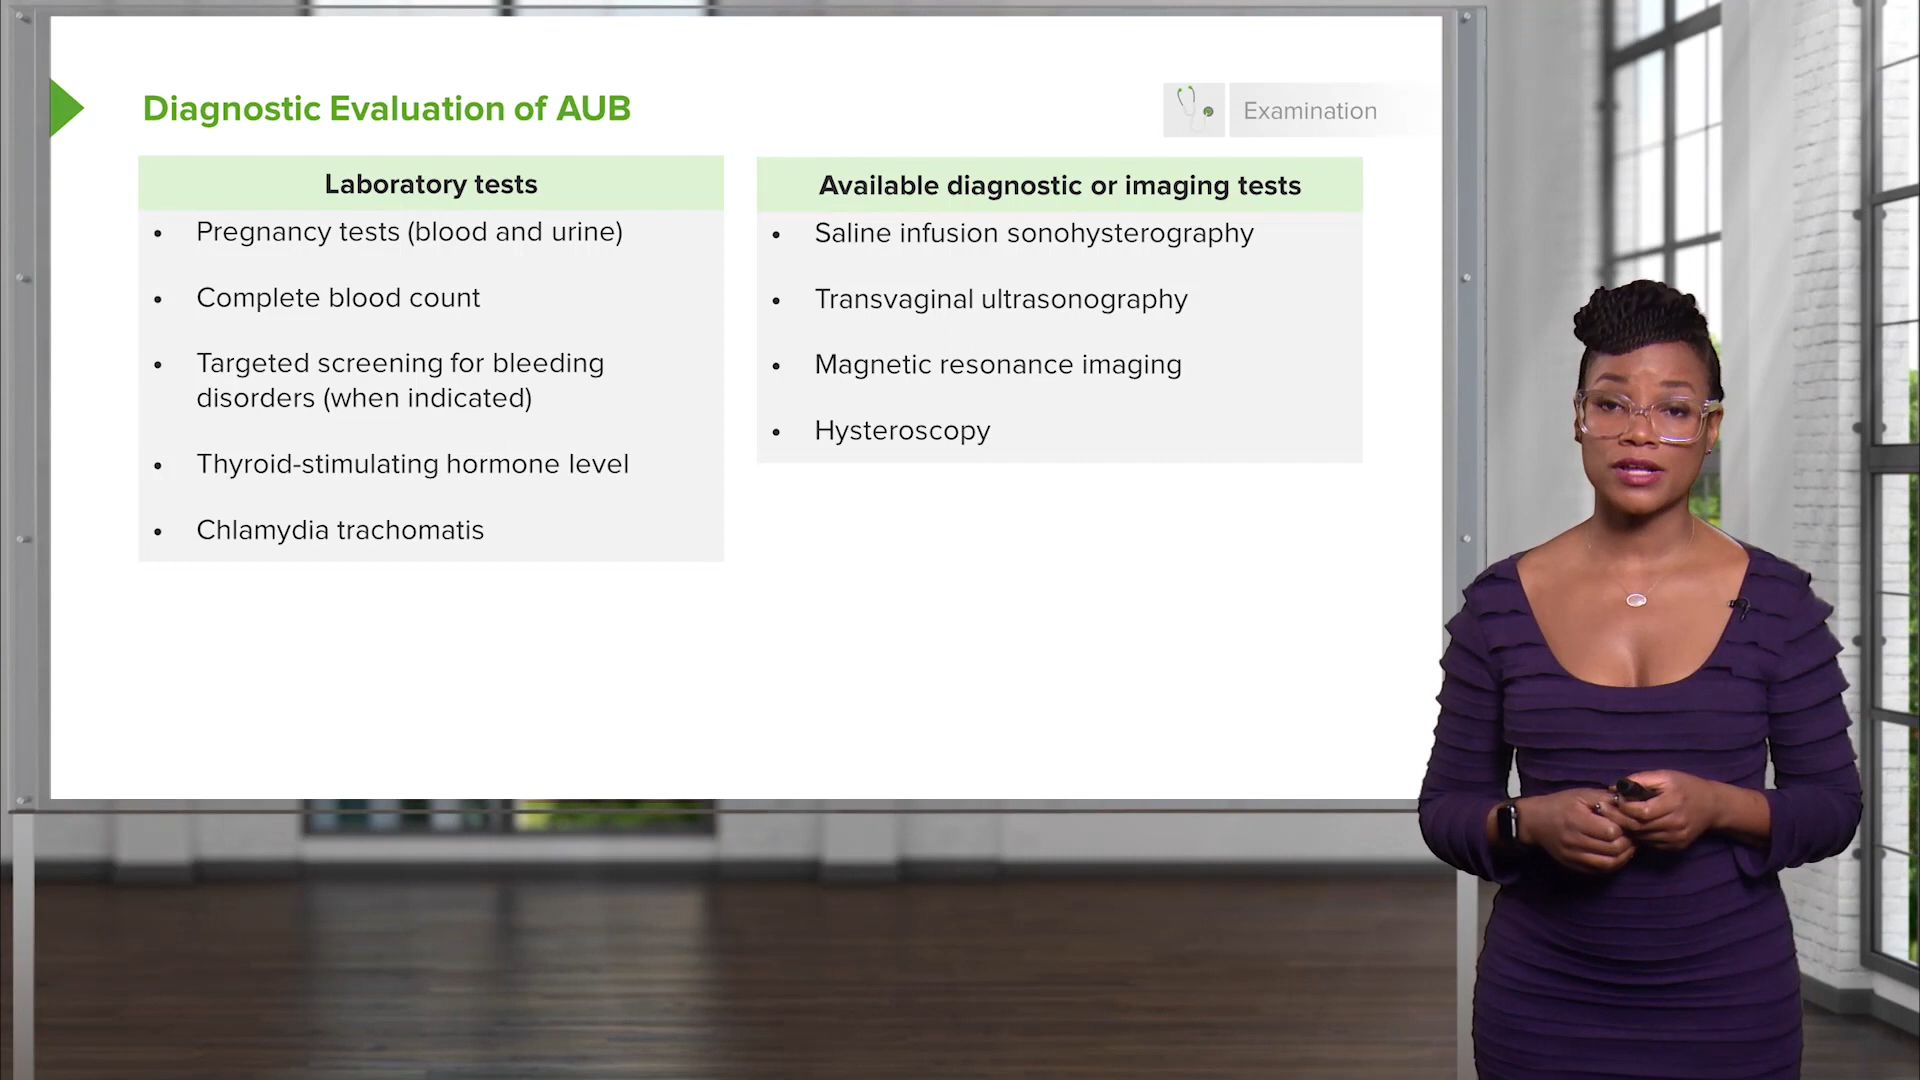 Diagnostic Evaluation of AUB
Examination
Laboratory tests
• Pregnancy tests (blood and urine)
• Complete blood count
• Targeted screening for bleeding
disorders (when indicated)
• Thyroid-stimulating hormone level
• Chlamydia trachomatis
Available diagnostic or imaging tests
• Saline infusion sonohysterography
• Transvaginal ultrasonography
• Magnetic resonance imaging
• Hysteroscopy